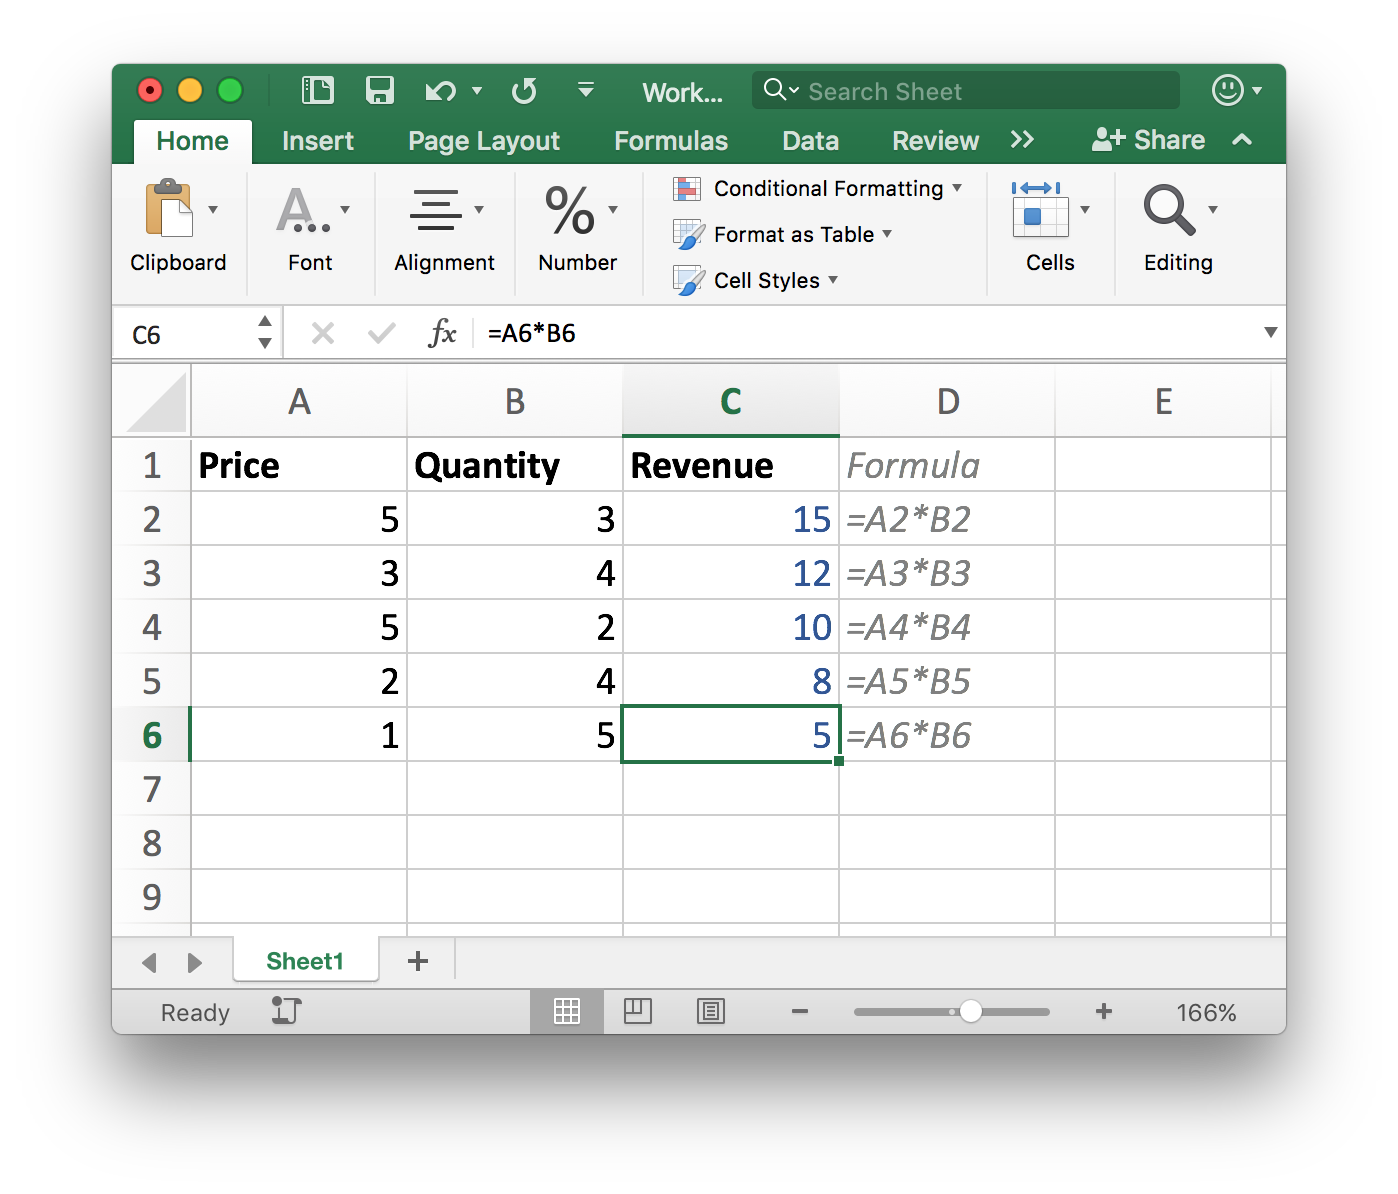 Work... Search Sheet
Home Insert Page Layout Formulas Data Review >> Share
Conditional Formatting
Format as Table
Cell Styles
Clipboard Font Alignment Number Cells Editing
C6 fx =A6*B6
A B C D E
1 Price Quantity Revenue Formula
2 5 3 15 =A2*B2
3 3 4 12 =A3*B3
4 5 2 10 =A4*B4
5 2 4 8 =A5*B5
6 1 5 5 =A6*B6
7
8
9
Sheet1 +
Ready 166%